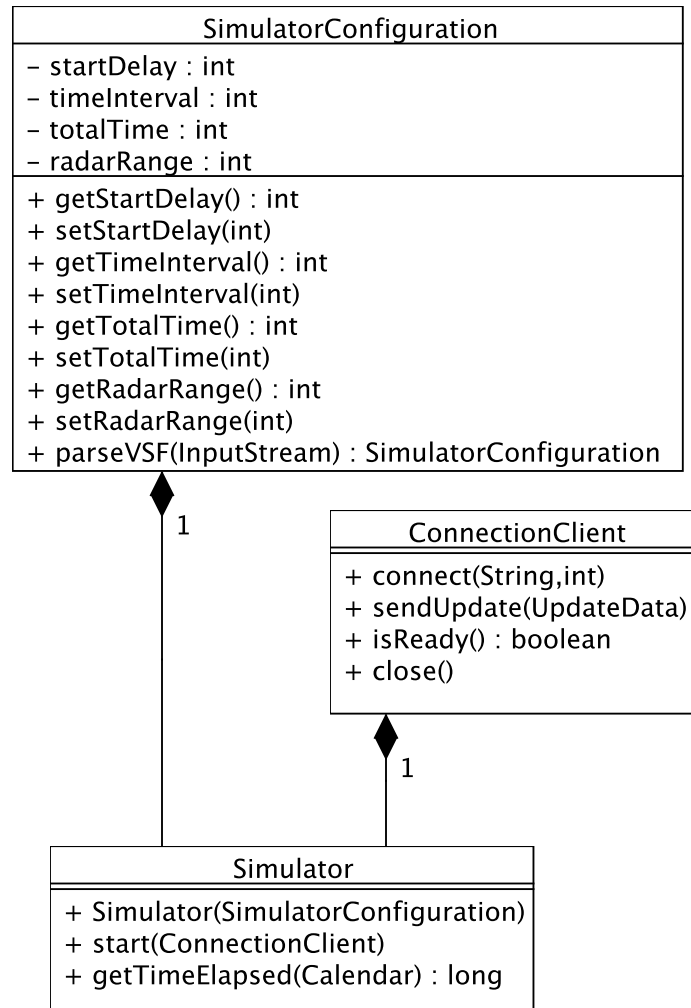 SimulatorConfiguration
- startDelay : int
- timeInterval : int
- totalTime : int
- radarRange : int
+ getStartDelay() : int
+ setStartDelay(int)
+ getTimeInterval() : int
+ setTimeInterval(int)
+ getTotalTime() : int
+ setTotalTime(int)
+ getRadarRange() : int
+ setRadarRange(int)
+ parseVSF(InputStream) : SimulatorConfiguration
1
ConnectionClient
+ connect(String,int)
+ sendUpdate(UpdateData)
+ isReady() : boolean
+ close()
1
Simulator
+ Simulator(SimulatorConfiguration)
+ start(ConnectionClient)
+ getTimeElapsed(Calendar) : long